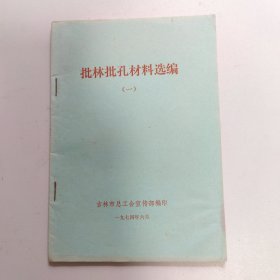 批林批孔材料选编
（一）
吉林市总工会宣传部编印
一九七四年六月